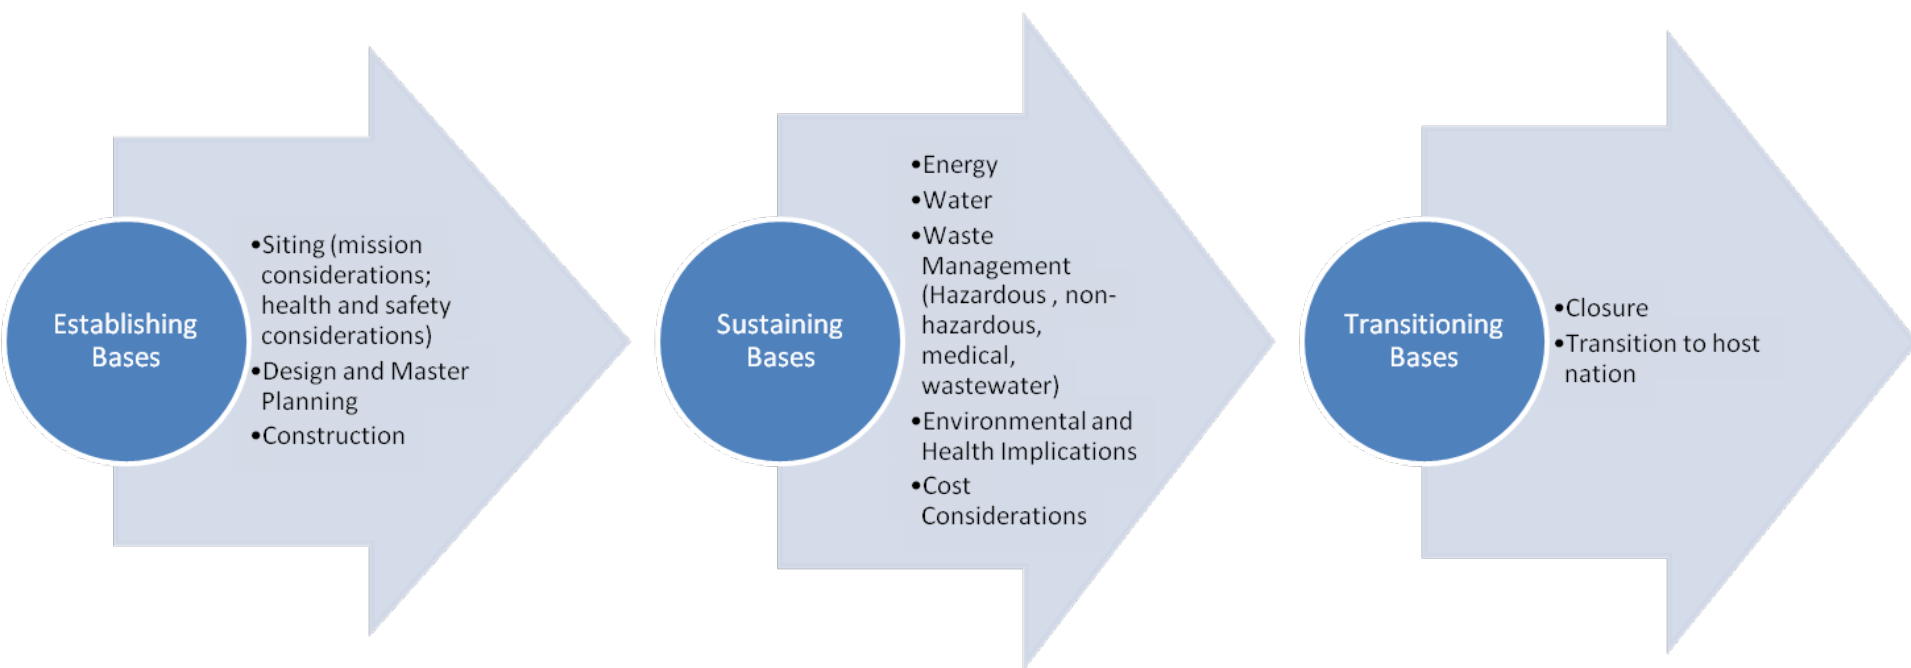 Establishing
Bases
•Siting (mission
considerations;
health and safety
considerations)
•Design and Master
Planning
•Construction
Sustaining
Bases
•Energy
•Water
•Waste
Management
(Hazardous , non-
hazardous,
medical,
wastewater)
•Environmental and
Health Implications
•Cost
Considerations
Transitioning
Bases
•Closure
•Transition to host
nation